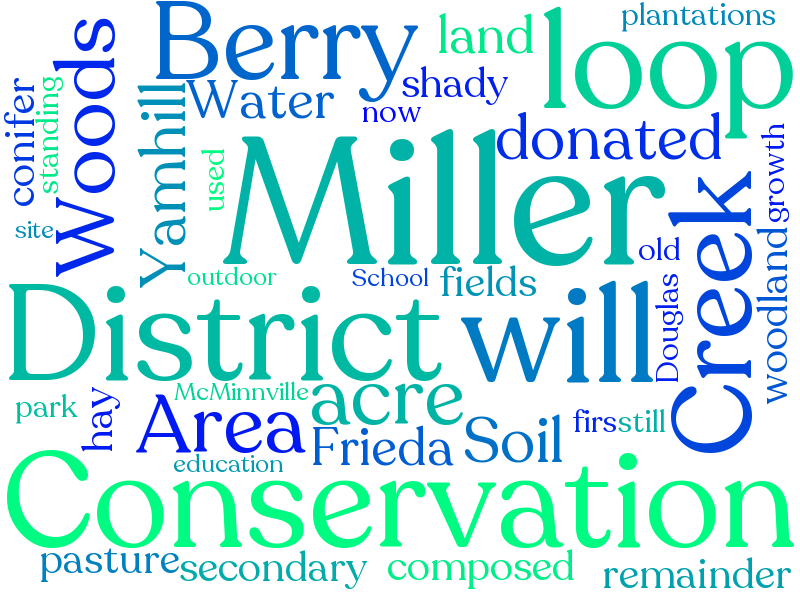 plantations
Berry
land
loop
Woods
conifer
standing
Yamhill
Water
shady
now
donated
growth
used
Miller
site
old
Creek
woodland
outdoor
School
fields
Douglas
District
will
park
hay
McMinnville
acre
Area
Frieda
Soil
firs
still
education
Conservation
pasture
secondary
composed
remainder